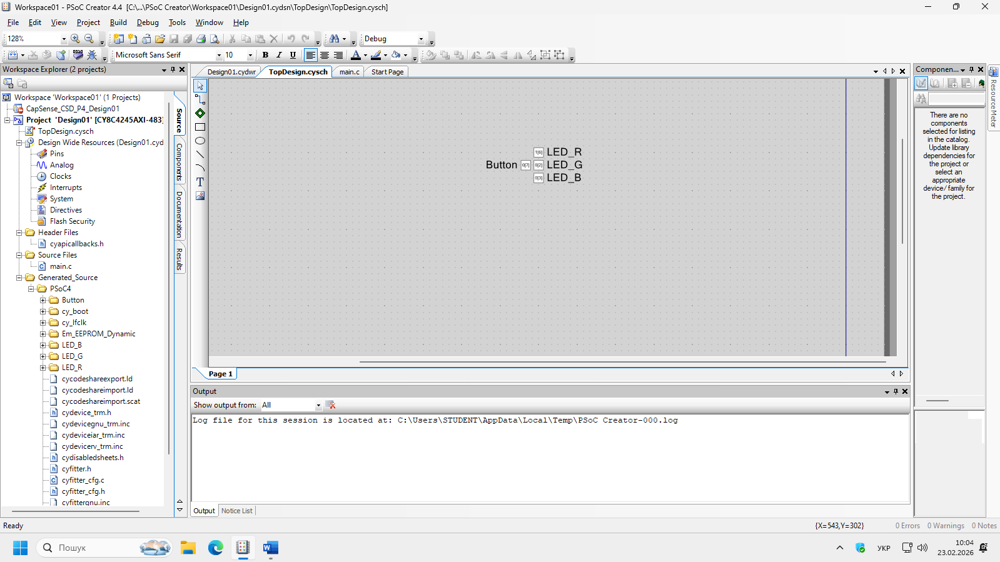 Workspace01 - PSoC Creator 4.4  [C:\...\PSoC Creator\Workspace01\Design01.cydsn\TopDesign\TopDesign.cysch]
File Edit View Project Build Debug Tools Window Help
128% Debug
Microsoft Sans Serif 10 B I U A
Workspace Explorer (2 projects)
Workspace 'Workspace01' (1 Projects)
CapSense_CSD_P4_Design01
Project 'Design01' [CY8C4245AXI-483]
TopDesign.cysch
Design Wide Resources (Design01.cyd
Pins
Analog
Clocks
Interrupts
System
Directives
Flash Security
Header Files
cyapicallbacks.h
Source Files
main.c
Generated_Source
PSoC4
Button
cy_boot
cy_lfclk
Em_EEPROM_Dynamic
LED_B
LED_G
LED_R
cycodeshareexport.ld
cycodeshareimport.ld
cycodeshareimport.scat
cydevice_trm.h
cydevicegnu_trm.inc
cydeviceiar_trm.inc
cydevicerv_trm.inc
cydisabledsheets.h
cyfitter.h
cyfitter_cfg.c
cyfitter_cfg.h
cyfittergnu.inc
Source
Components
Documentation
Results
Design01.cydwr TopDesign.cysch main.c Start Page
T
1[6] LED_R
Button 0[7] 0[2] LED_G
0[3] LED_B
Page 1
Output
Show output from: All
Log file for this session is located at: C:\Users\STUDENT\AppData\Local\Temp\PSoC Creator-000.log
Output Notice List
Componen...
There are no
components
selected for listing
in the catalog.
Update library
dependencies for
the project or
select an
appropriate
device/ family for
the project.
Resource Meter
Ready {X=543,Y=302} 0 Errors 0 Warnings 0 Notes
Пошук
УКР
10:04
23.02.2026